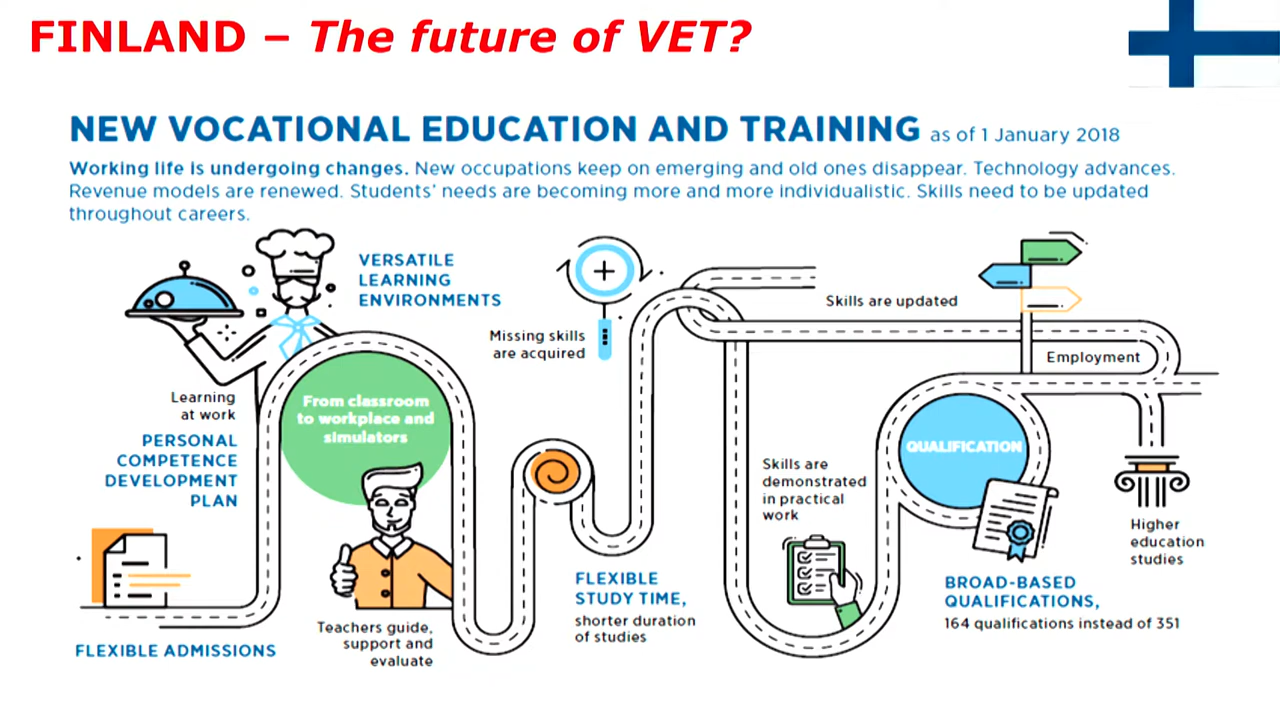 FINLAND – The future of VET?
NEW VOCATIONAL EDUCATION AND TRAINING as of 1 January 2018
Working life is undergoing changes. New occupations keep on emerging and old ones disappear. Technology advances.
Revenue models are renewed. Students' needs are becoming more and more individualistic. Skills need to be updated
throughout careers.
VERSATILE
LEARNING
ENVIRONMENTS
Learning
at work
From classroom
to workplace and
simulators
PERSONAL
COMPETENCE
DEVELOPMENT
PLAN
FLEXIBLE ADMISSIONS
Teachers guide,
support and
evaluate
Missing skills
are acquired
FLEXIBLE
STUDY TIME,
shorter duration
of studies
Skills are updated
Employment
Skills are
demonstrated
in practical
work
QUALIFICATION
BROAD-BASED
QUALIFICATIONS,
164 qualifications instead of 351
Higher
education
studies